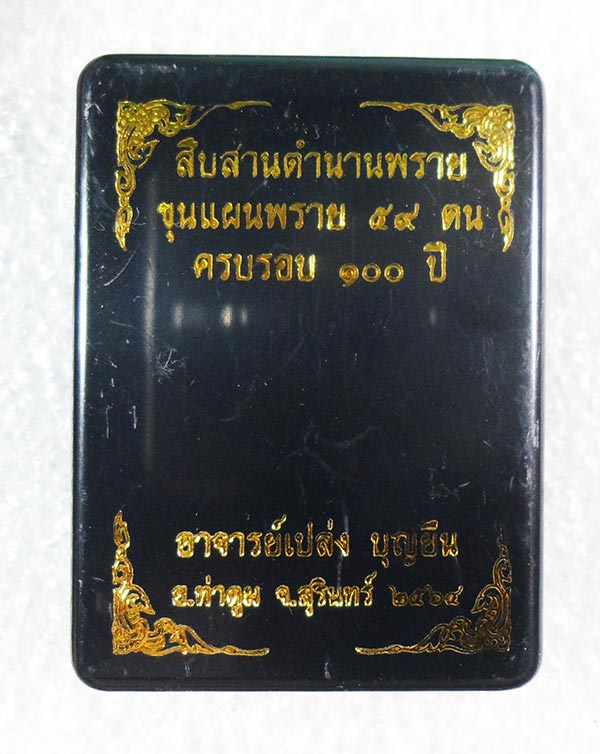 สืบสานตำนานพราย
ขุนแผนพราย ๕๙ ตน
ครบรอบ ๑๐๐ ปี
อาจารย์เปล่ง บุญยืน
อ.ท่าตูม จ.สุรินทร์ ๒๕๖๔